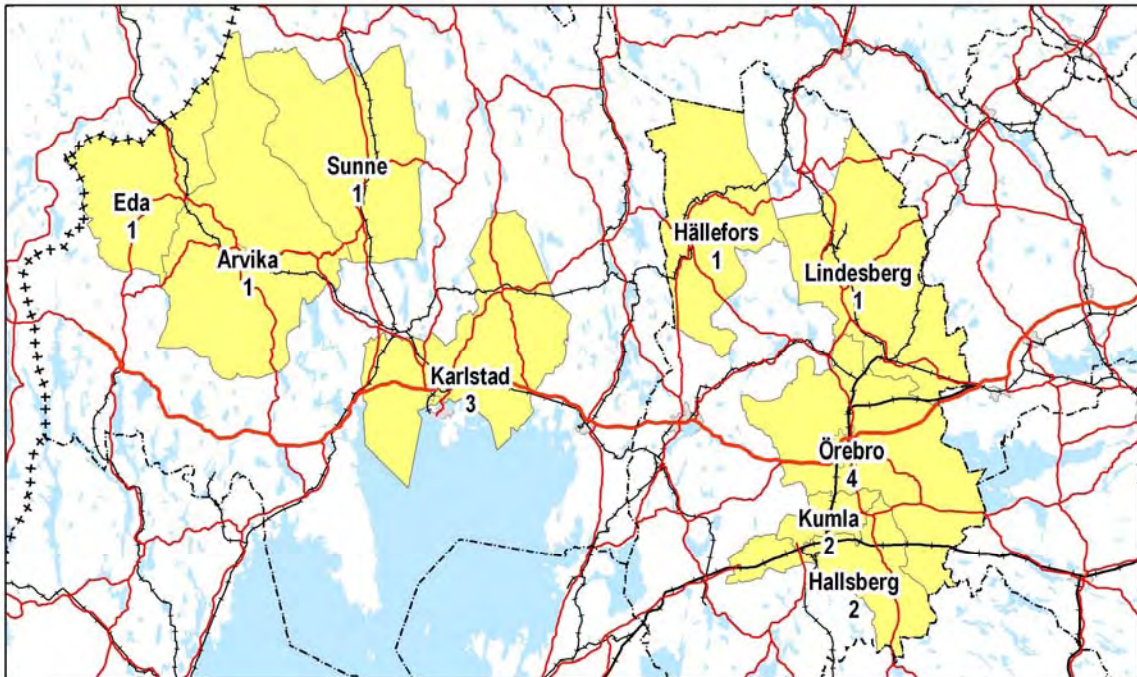 Sunne
1
Eda
1
Arvika
1
Hällefors
1
Lindesberg
1
Karlstad
3
Örebro
4
Kumla
2
Hallsberg
2